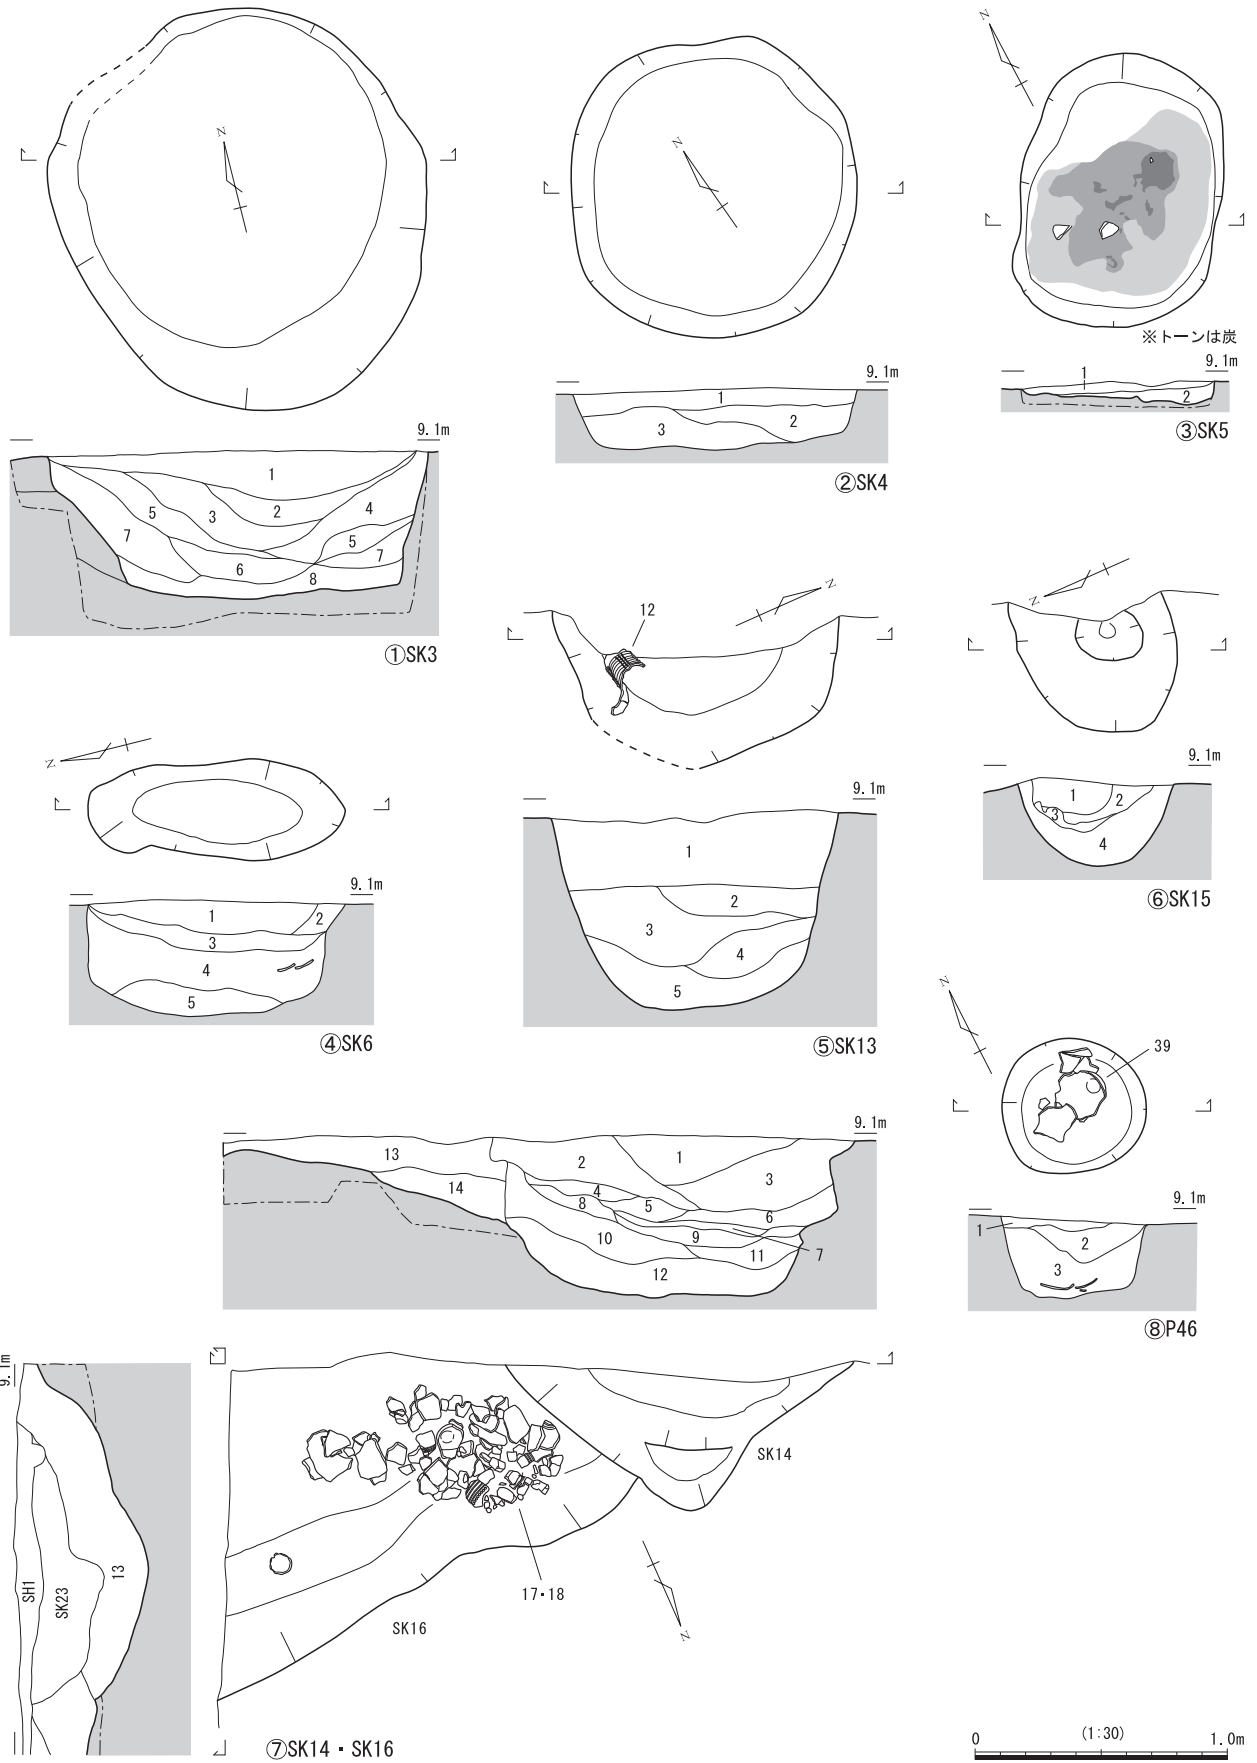 N
N
N
※トーンは炭
9.1m
1
2
3
4
5
5
6
7
7
8
①SK3
9.1m
1
2
3
②SK4
9.1m
1
2
③SK5
N
9.1m
1
2
3
4
5
④SK6
12
N
9.1m
1
2
3
4
5
⑤SK13
N
9.1m
1
2
3
4
⑥SK15
9.1m
1
2
3
4
5
6
7
8
9
10
11
12
13
14
9.1m
SH1
SK23
13
SK14
17・18
SK16
N
⑦SK14・SK16
N
39
9.1m
1
2
3
⑧P46
0 (1:30) 1.0m